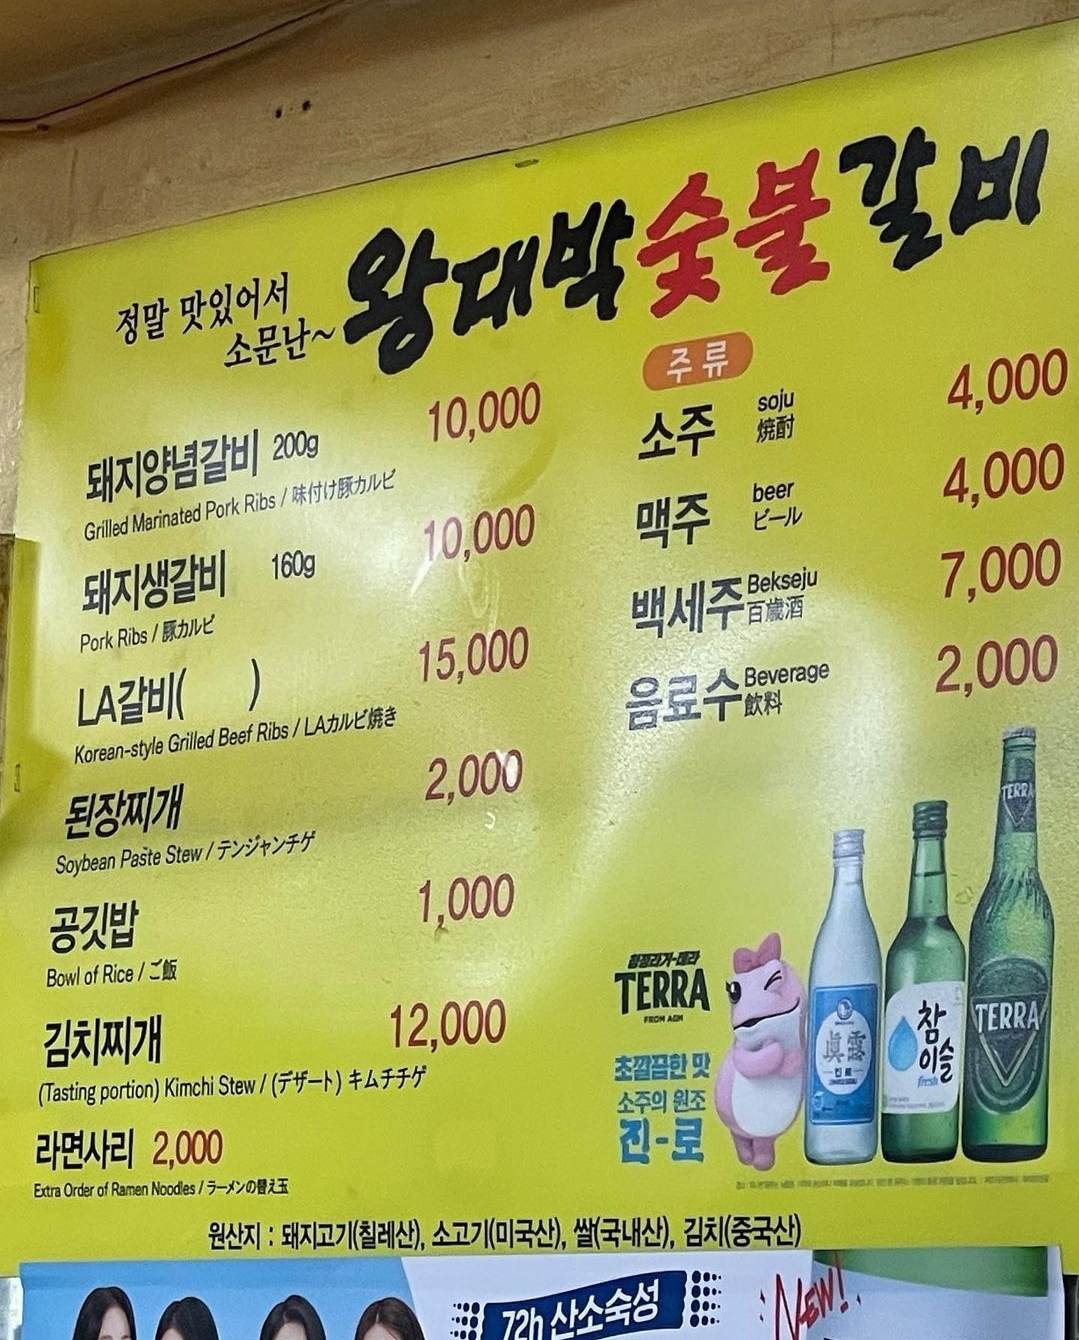 정말 맛있어서
소문난~
왕대박숯불갈비
돼지양념갈비 200g 10,000
Grilled Marinated Pork Ribs / 味付け豚カルビ
돼지생갈비 160g 10,000
Pork Ribs / 豚カルビ
LA갈비( ) 15,000
Korean-style Grilled Beef Ribs / LAカルビ焼き
된장찌개 2,000
Soybean Paste Stew / テンジャンチゲ
공깃밥 1,000
Bowl of Rice / ご飯
김치찌개 12,000
(Tasting portion) Kimchi Stew / (デザート) キムチチゲ
라면사리 2,000
Extra Order of Ramen Noodles / ラーメンの替え玉
주류
소주 soju 焼酎 4,000
맥주 beer ビール 4,000
백세주 Bekseju 百歳酒 7,000
음료수 Beverage 飲料 2,000
청정라거-테라
TERRA
FROM AGM
초깔끔한 맛
소주의 원조
진-로
眞露
진로
참
이슬
fresh
TERRA
TERRA
원산지 : 돼지고기(칠레산), 소고기(미국산), 쌀(국내산), 김치(중국산)
72h 산소숙성
NEW!